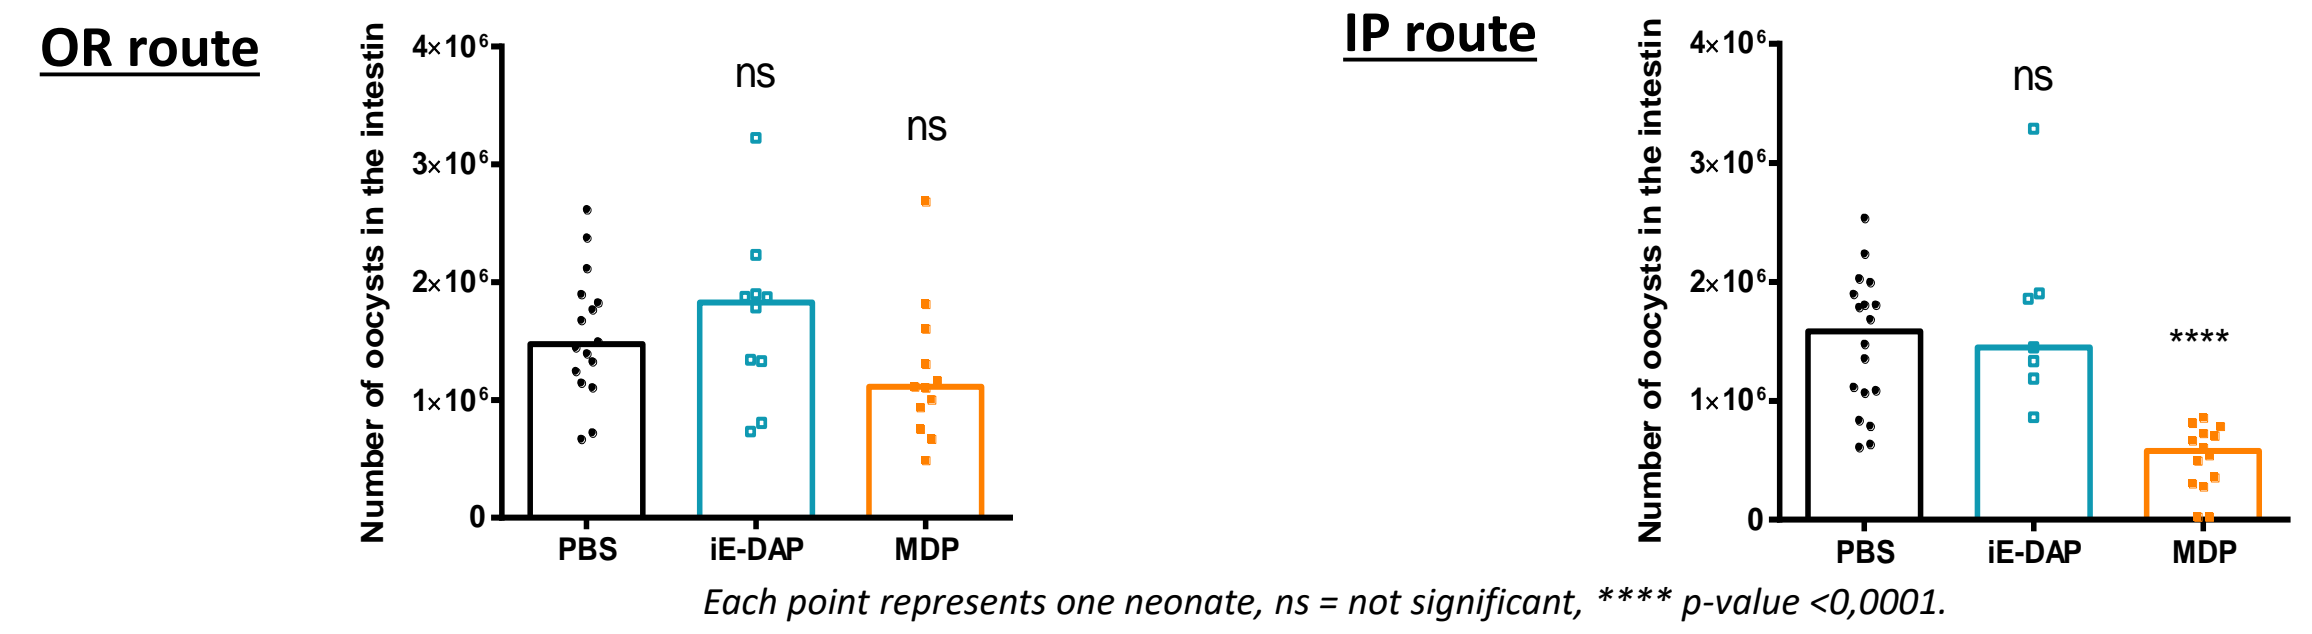 OR route
Number of oocysts in the intestin
4×10⁶
3×10⁶
2×10⁶
1×10⁶
0
ns
ns
PBS
iE-DAP
MDP
IP route
Number of oocysts in the intestin
4×10⁶
3×10⁶
2×10⁶
1×10⁶
0
ns
****
PBS
iE-DAP
MDP
Each point represents one neonate, ns = not significant, **** p-value <0,0001.